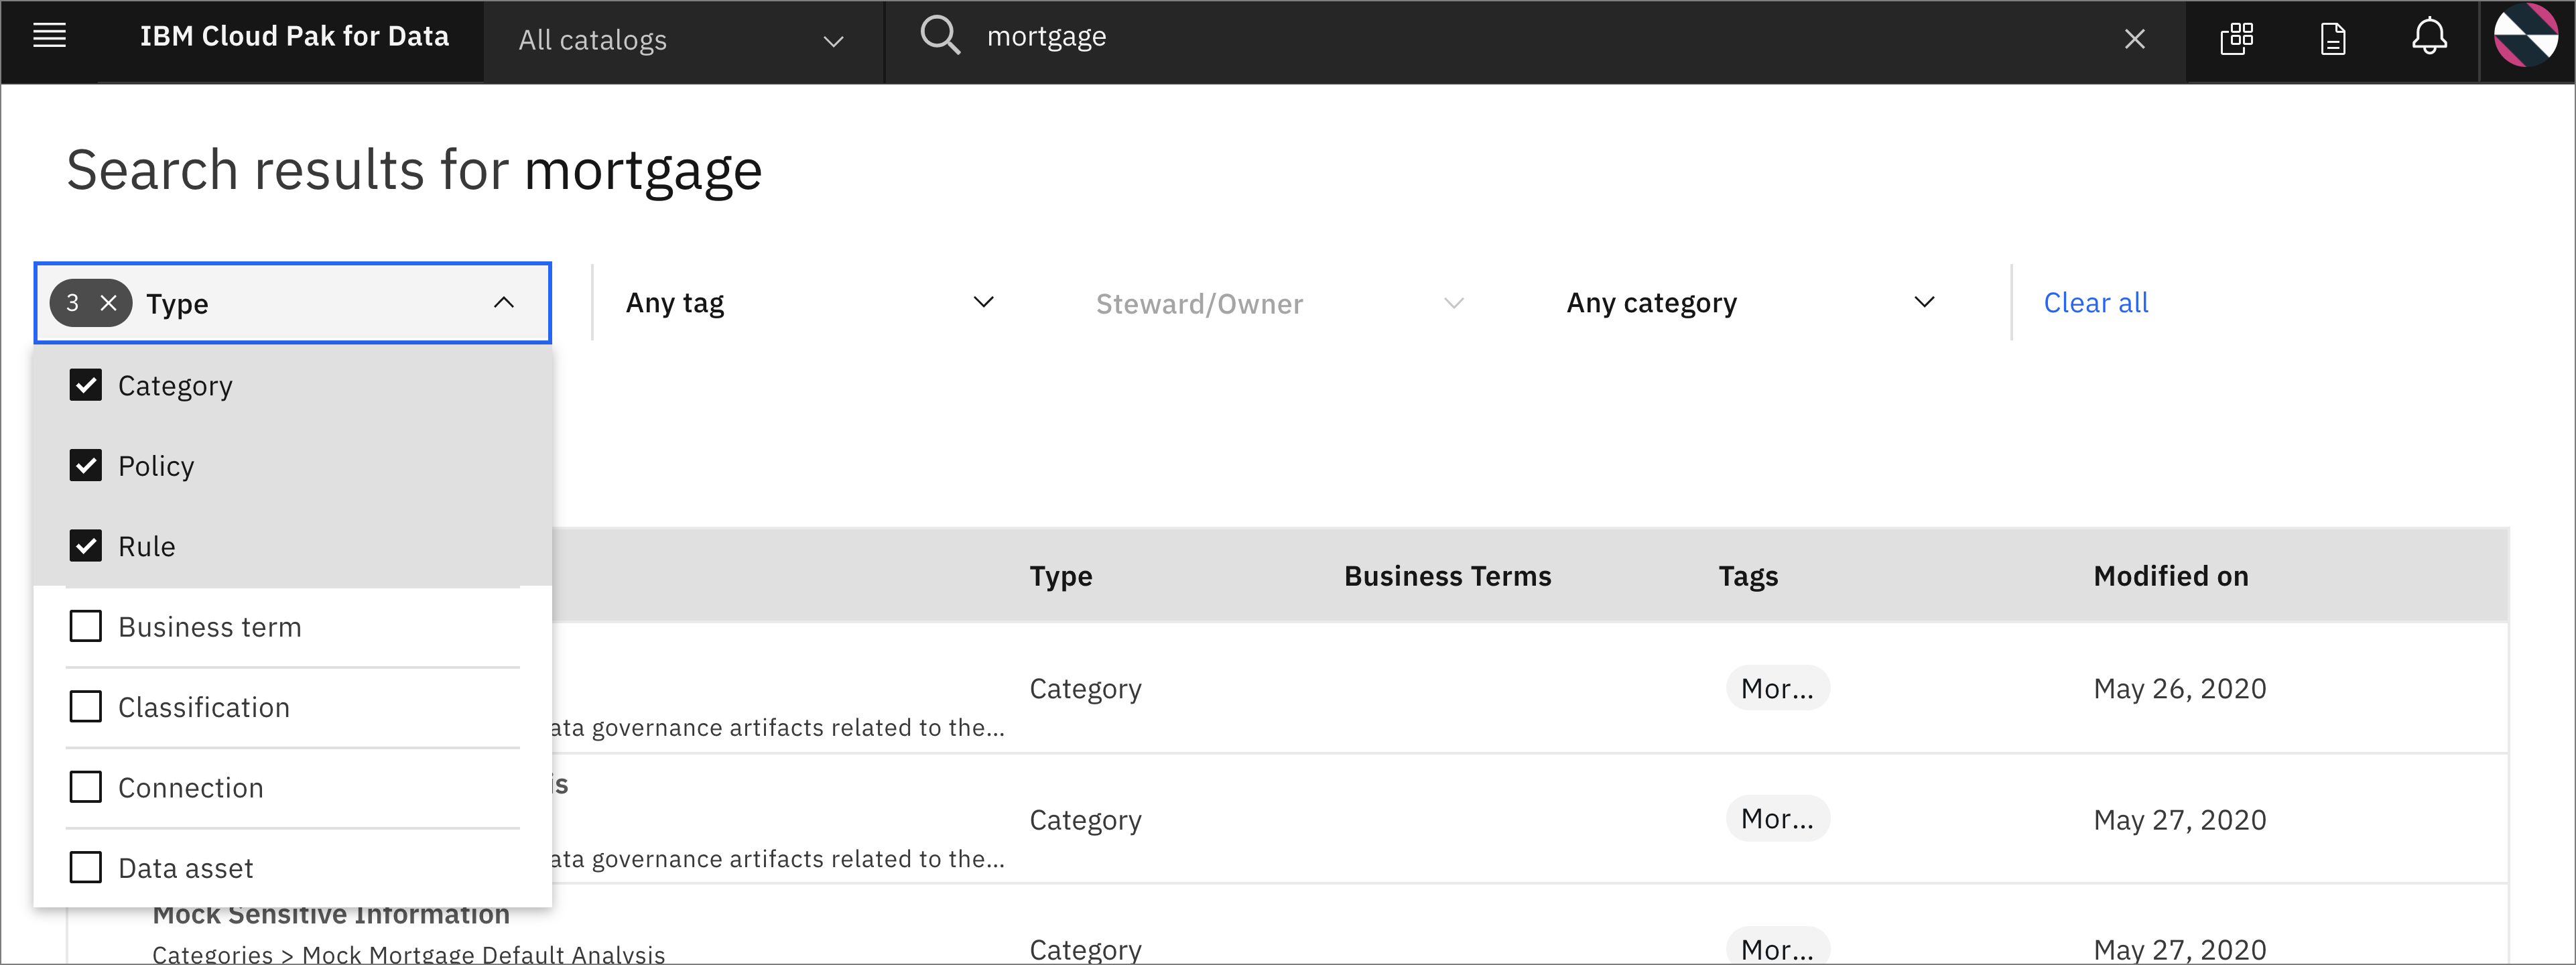 IBM Cloud Pak for Data
All catalogs
mortgage
Search results for mortgage
3 Type
Any tag
Steward/Owner
Any category
Clear all
Category
Policy
Rule
Business term
Classification
Connection
Data asset
Type Business Terms Tags Modified on
Category Mor... May 26, 2020
governance artifacts related to the...
Category Mor... May 27, 2020
governance artifacts related to the...
Mock Sensitive Information
Categories > Mock Mortgage Default Analysis
Category Mor... May 27, 2020